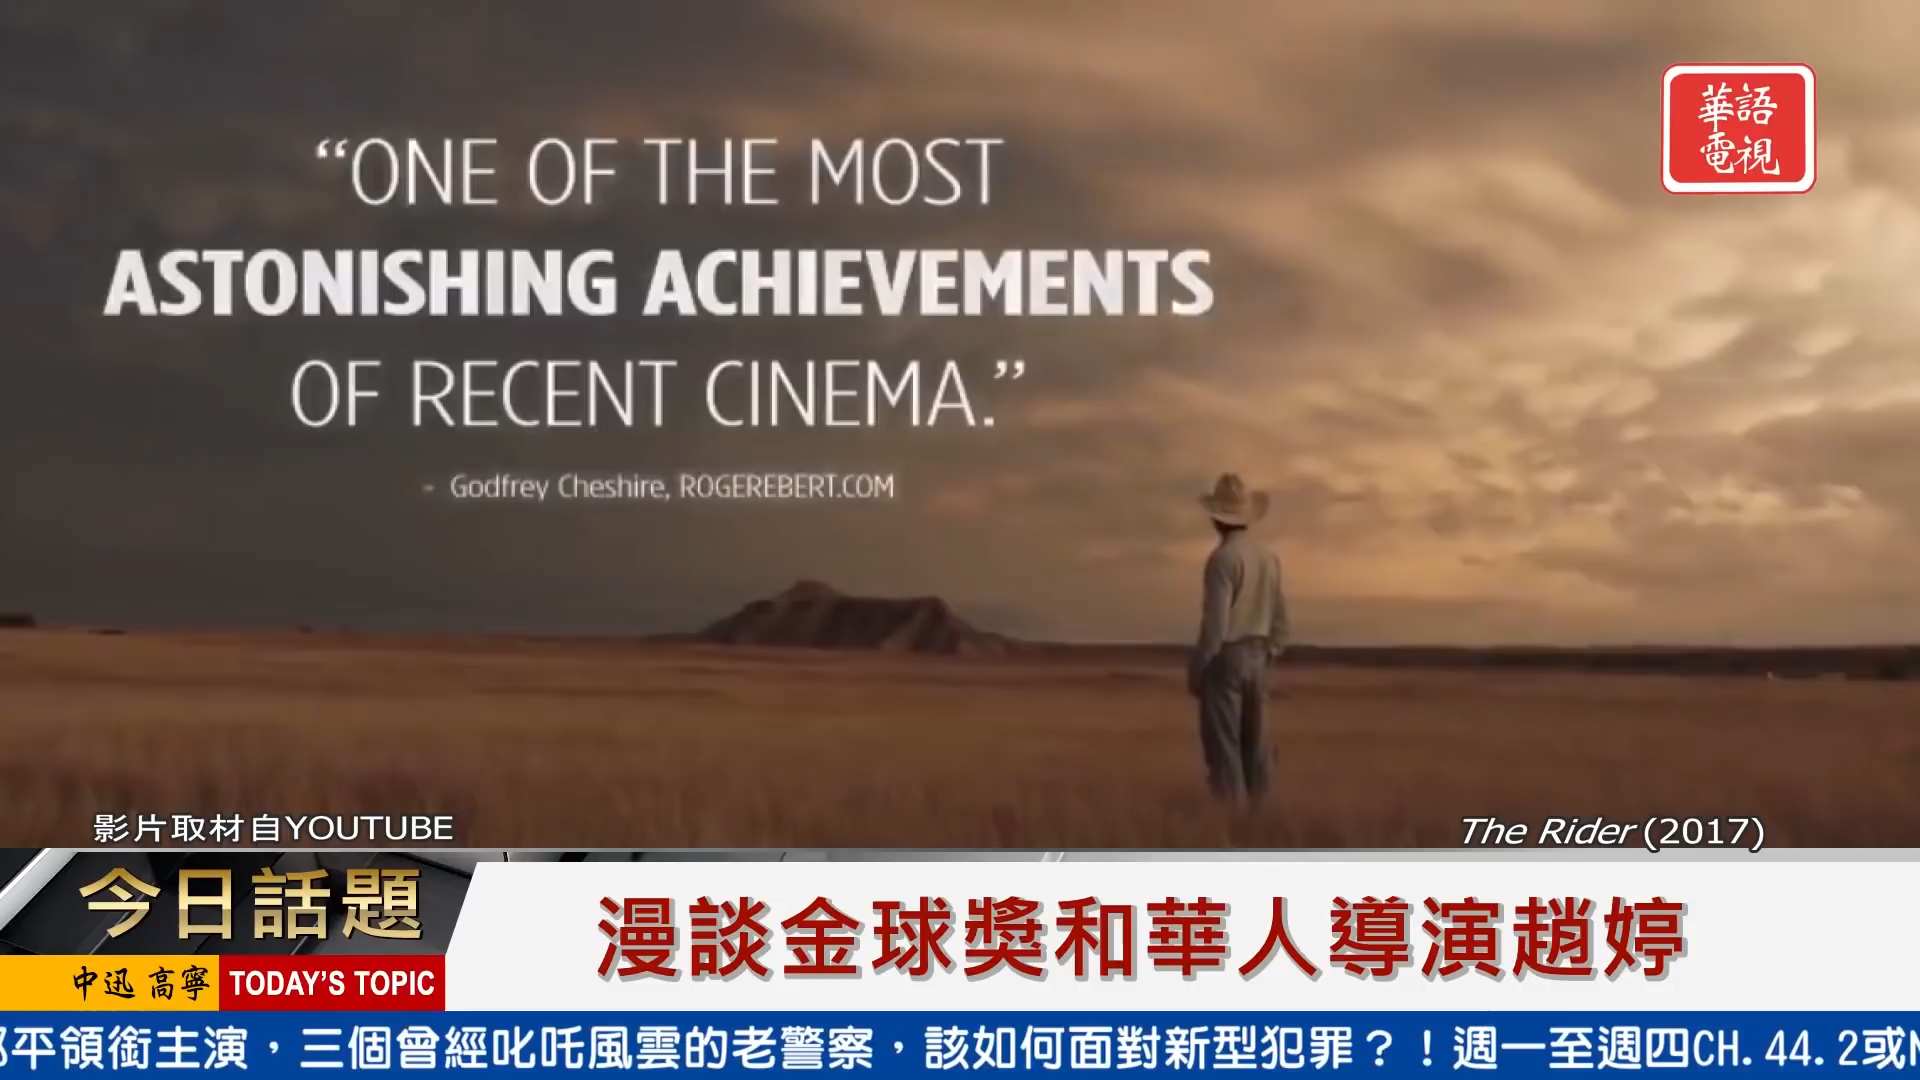 “ONE OF THE MOST
ASTONISHING ACHIEVEMENTS
OF RECENT CINEMA.”
- Godfrey Cheshire, ROGEREBERT.COM
華語
電視
影片取材自YOUTUBE
The Rider (2017)
今日話題
漫談金球獎和華人導演趙婷
中迅 高寧
TODAY'S TOPIC
平領銜主演，三個曾經叱吒風雲的老警察，該如何面對新型犯罪？！週一至週四CH.44.2或